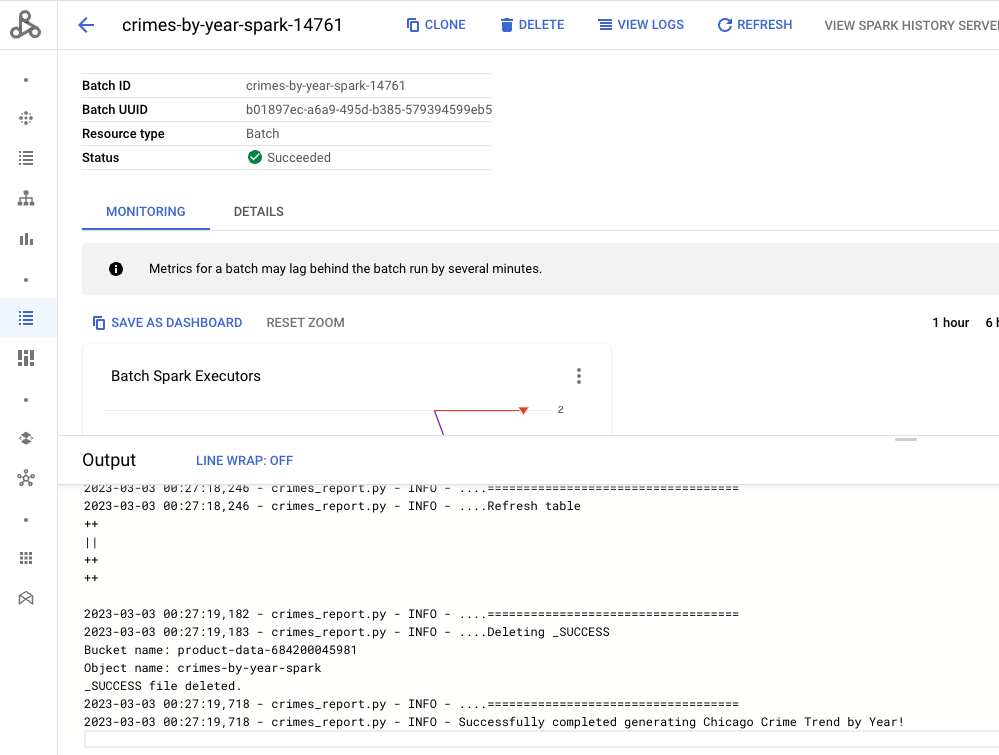 crimes-by-year-spark-14761
CLONE
DELETE
VIEW LOGS
REFRESH
VIEW SPARK HISTORY SERVE
Batch ID crimes-by-year-spark-14761
Batch UUID b01897ec-a6a9-495d-b385-579394599eb5
Resource type Batch
Status Succeeded
MONITORING DETAILS
Metrics for a batch may lag behind the batch run by several minutes.
SAVE AS DASHBOARD RESET ZOOM 1 hour 6 h
Batch Spark Executors
2
Output LINE WRAP: OFF
2023-03-03 00:27:18,246 - crimes_report.py - INFO - ....===================================
2023-03-03 00:27:18,246 - crimes_report.py - INFO - ....Refresh table
++
||
++
++
2023-03-03 00:27:19,182 - crimes_report.py - INFO - ....===================================
2023-03-03 00:27:19,183 - crimes_report.py - INFO - ....Deleting _SUCCESS
Bucket name: product-data-684200045981
Object name: crimes-by-year-spark
_SUCCESS file deleted.
2023-03-03 00:27:19,718 - crimes_report.py - INFO - ....===================================
2023-03-03 00:27:19,718 - crimes_report.py - INFO - Successfully completed generating Chicago Crime Trend by Year!